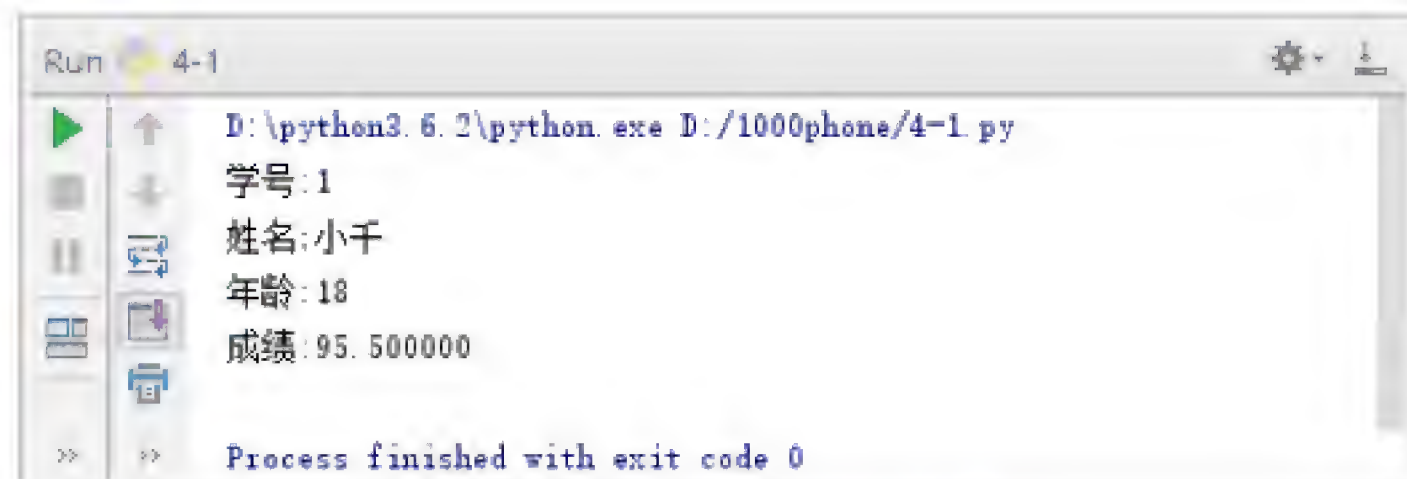 Run 4-1
D:\python3.6.2\python.exe D:/1000phone/4-1.py
学号:1
姓名:小千
年龄:18
成绩:95.500000
Process finished with exit code 0